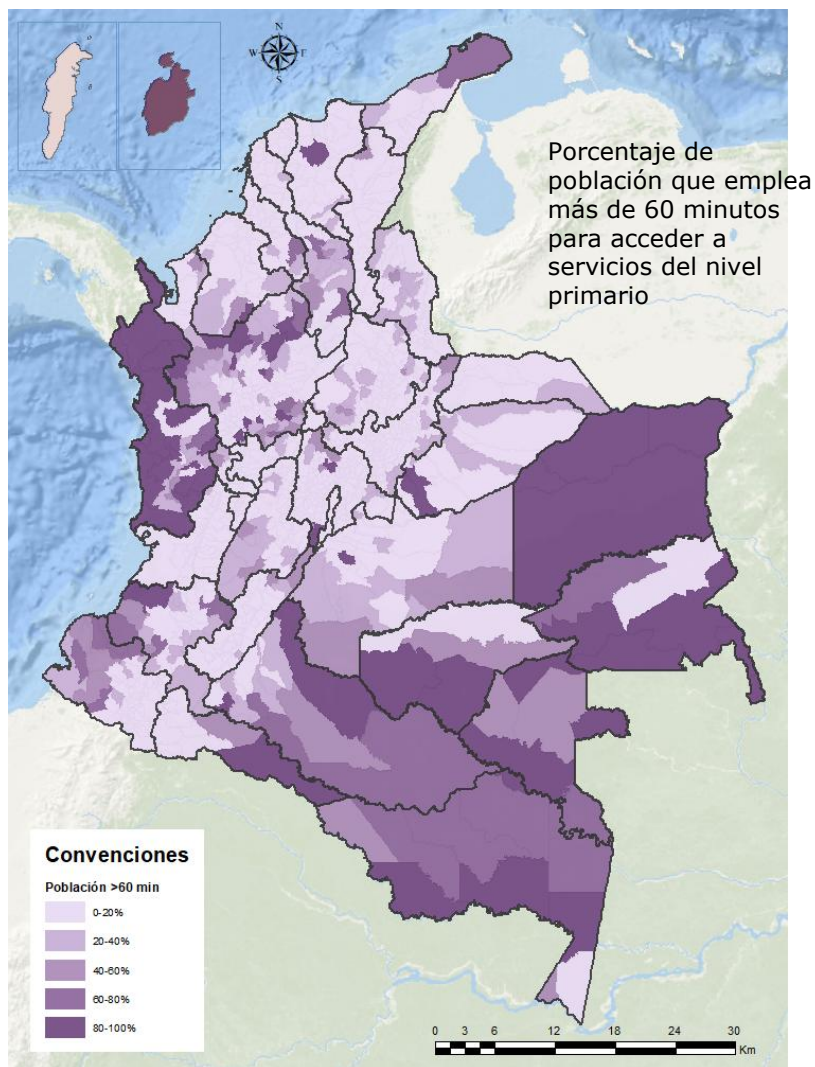 N
W E
S
Porcentaje de
población que emplea
más de 60 minutos
para acceder a
servicios del nivel
primario
Convenciones
Población >60 min
0-20%
20-40%
40-60%
60-80%
80-100%
0 3 6 12 18 24 30
Km